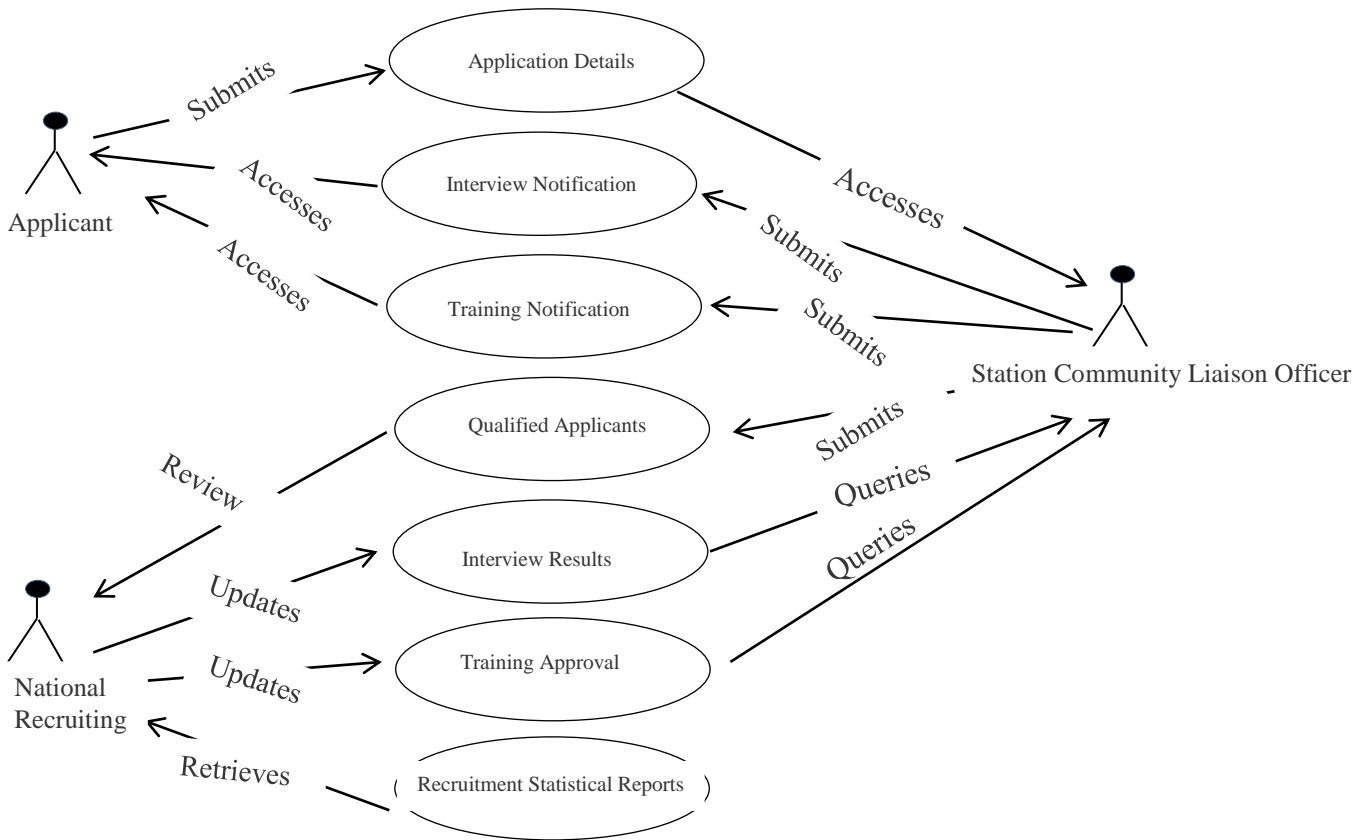 Application Details
Submits
Interview Notification
Accesses
Accesses
Applicant
Submits
Accesses
Training Notification
Submits
Station Community Liaison Officer
Qualified Applicants
Submits
Review
Queries
Interview Results
Queries
Updates
Training Approval
Updates
National
Recruiting
Retrieves
Recruitment Statistical Reports